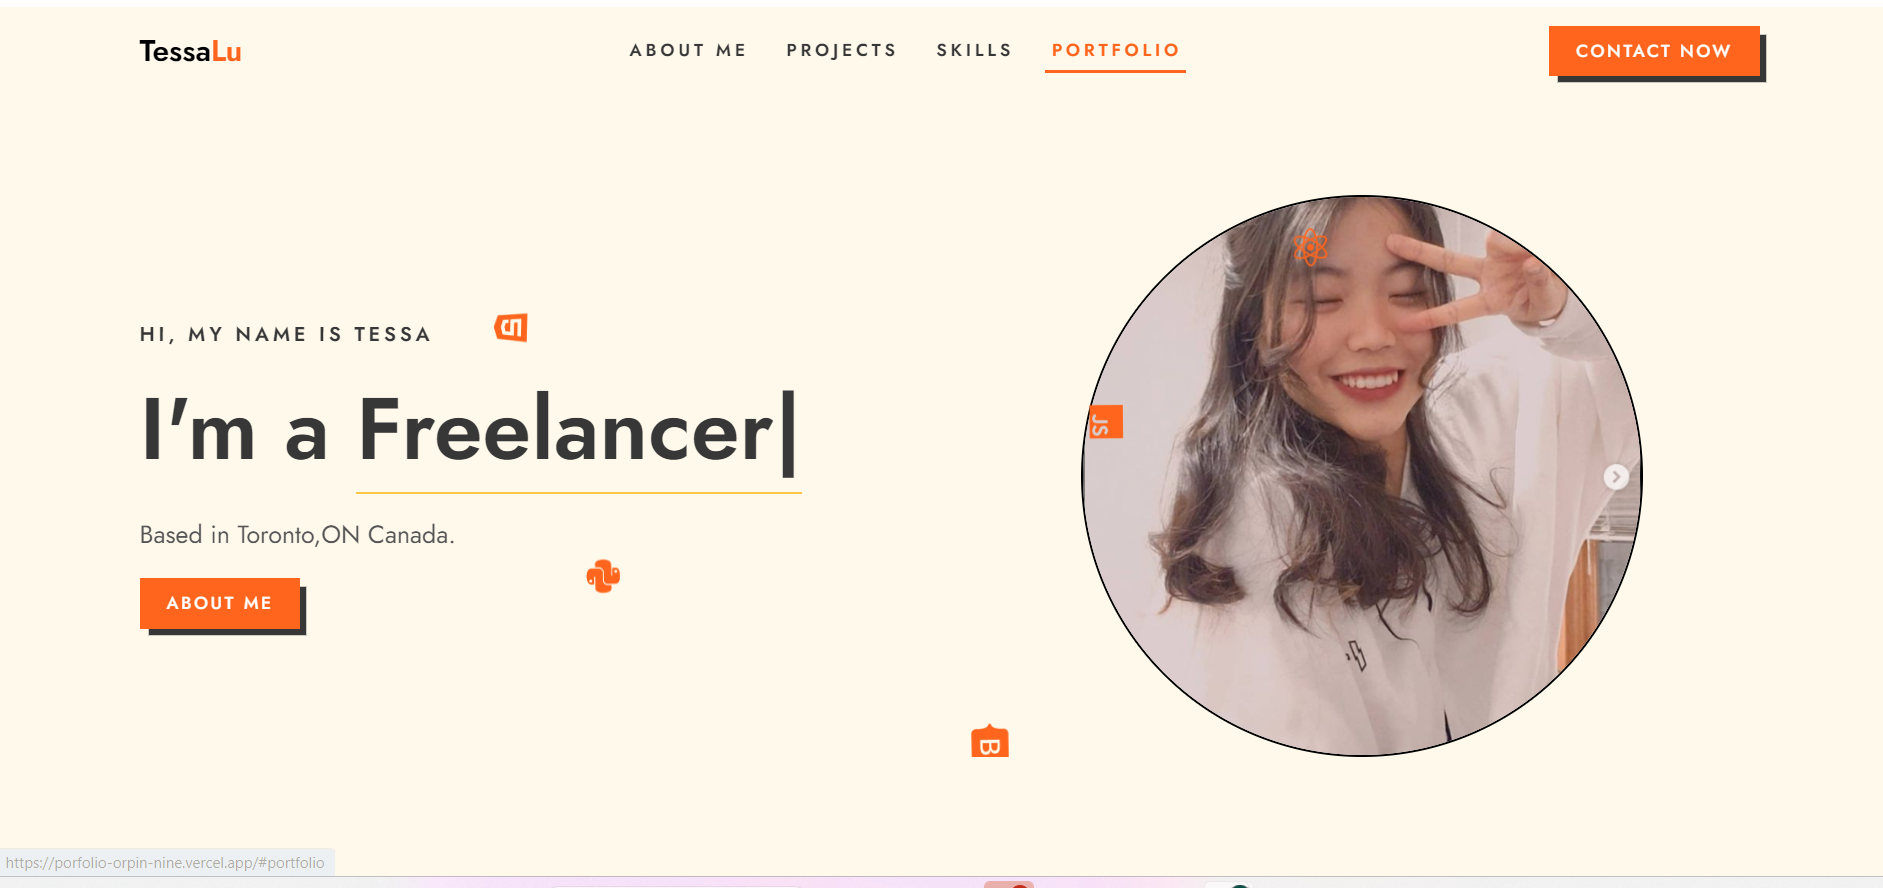 TessaLu
ABOUT ME PROJECTS SKILLS PORTFOLIO
CONTACT NOW
HI, MY NAME IS TESSA
5
I'm a Freelancer|
JS
Based in Toronto,ON Canada.
ABOUT ME
B
https://porfolio-orpin-nine.vercel.app/#portfolio